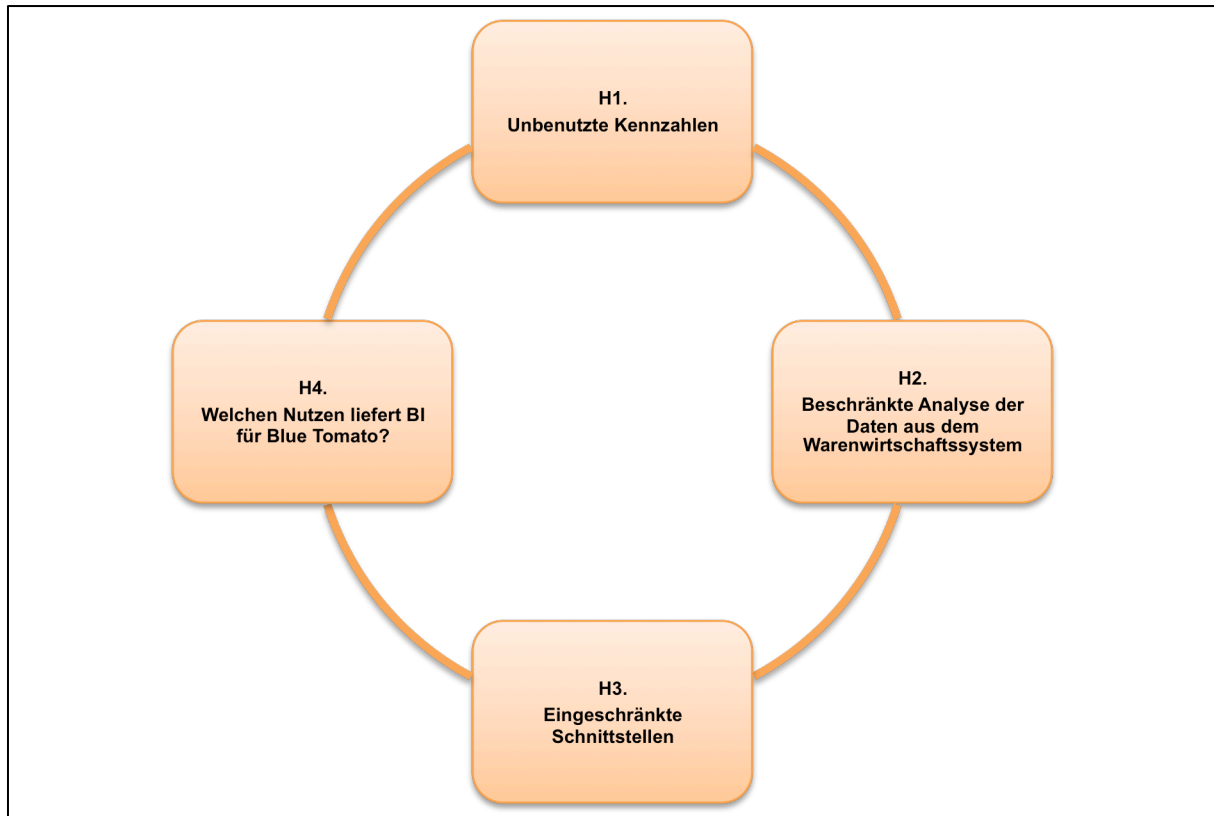 H1.
Unbenutzte Kennzahlen
H2.
Beschränkte Analyse der
Daten aus dem
Warenwirtschaftssystem
H3.
Eingeschränkte
Schnittstellen
H4.
Welchen Nutzen liefert BI
für Blue Tomato?